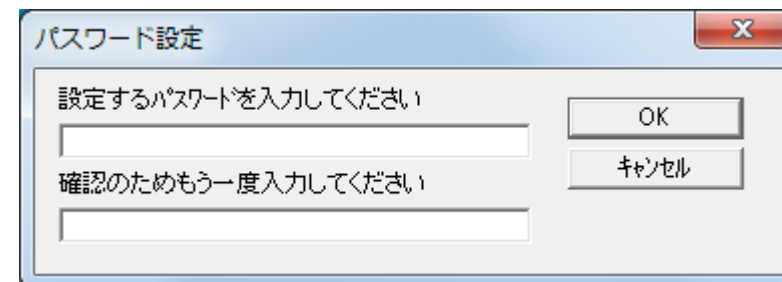 パスワード設定
設定するﾊﾟｽﾜｰﾄﾞを入力してください
OK
確認のためもう一度入力してください
ｷｬﾝｾﾙ